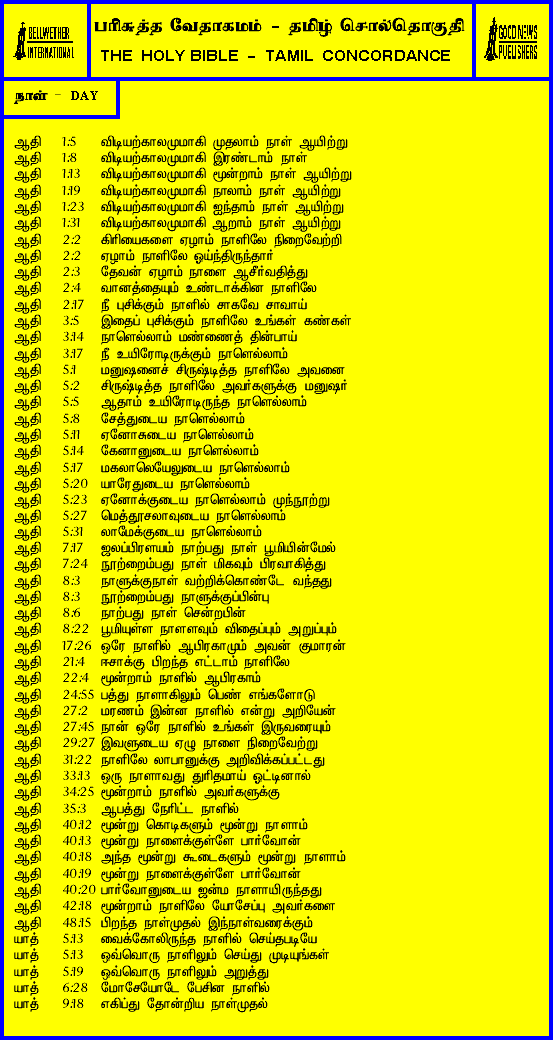 BELLWETHER
INTERNATIONAL
பரிசுத்த வேதாகமம் - தமிழ் சொல்தொகுதி
THE HOLY BIBLE - TAMIL CONCORDANCE
GOOD NEWS
PUBLISHERS
நாள் - DAY
ஆதி 1:5 விடியற்காலமுமாகி முதலாம் நாள் ஆயிற்று
ஆதி 1:8 விடியற்காலமுமாகி இரண்டாம் நாள்
ஆதி 1:13 விடியற்காலமுமாகி மூன்றாம் நாள் ஆயிற்று
ஆதி 1:19 விடியற்காலமுமாகி நாலாம் நாள் ஆயிற்று
ஆதி 1:23 விடியற்காலமுமாகி ஐந்தாம் நாள் ஆயிற்று
ஆதி 1:31 விடியற்காலமுமாகி ஆறாம் நாள் ஆயிற்று
ஆதி 2:2 கிரியைகளை ஏழாம் நாளிலே நிறைவேற்றி
ஆதி 2:2 ஏழாம் நாளிலே ஓய்ந்திருந்தார்
ஆதி 2:3 தேவன் ஏழாம் நாளை ஆசீர்வதித்து
ஆதி 2:4 வானத்தையும் உண்டாக்கின நாளிலே
ஆதி 2:17 நீ புசிக்கும் நாளில் சாகவே சாவாய்
ஆதி 3:5 இதைப் புசிக்கும் நாளிலே உங்கள் கண்கள்
ஆதி 3:14 நாளெல்லாம் மண்ணைத் தின்பாய்
ஆதி 3:17 நீ உயிரோடிருக்கும் நாளெல்லாம்
ஆதி 5:1 மனுஷனைச் சிருஷ்டித்த நாளிலே அவனை
ஆதி 5:2 சிருஷ்டித்த நாளிலே அவர்களுக்கு மனுஷர்
ஆதி 5:5 ஆதாம் உயிரோடிருந்த நாளெல்லாம்
ஆதி 5:8 சேத்துடைய நாளெல்லாம்
ஆதி 5:11 ஏனோசுடைய நாளெல்லாம்
ஆதி 5:14 கேனானுடைய நாளெல்லாம்
ஆதி 5:17 மகலாலெயேலுடைய நாளெல்லாம்
ஆதி 5:20 யாரேதுடைய நாளெல்லாம்
ஆதி 5:23 ஏனோக்குடைய நாளெல்லாம் முந்நூற்று
ஆதி 5:27 மெத்தூசலாவுடைய நாளெல்லாம்
ஆதி 5:31 லாமேக்குடைய நாளெல்லாம்
ஆதி 7:17 ஜலப்பிரளயம் நாற்பது நாள் பூமியின்மேல்
ஆதி 7:24 நூற்றைம்பது நாள் மிகவும் பிரவாகித்து
ஆதி 8:3 நாளுக்குநாள் வற்றிக்கொண்டே வந்தது
ஆதி 8:3 நூற்றைம்பது நாளுக்குப்பின்பு
ஆதி 8:6 நாற்பது நாள் சென்றபின்
ஆதி 8:22 பூமியுள்ள நாளளவும் விதைப்பும் அறுப்பும்
ஆதி 17:26 ஒரே நாளில் ஆபிரகாமும் அவன் குமாரன்
ஆதி 21:4 ஈசாக்கு பிறந்த எட்டாம் நாளிலே
ஆதி 22:4 மூன்றாம் நாளில் ஆபிரகாம்
ஆதி 24:55 பத்து நாளாகிலும் பெண் எங்களோடு
ஆதி 27:2 மரணம் இன்ன நாளில் என்று அறியேன்
ஆதி 27:45 நான் ஒரே நாளில் உங்கள் இருவரையும்
ஆதி 29:27 இவளுடைய ஏழு நாளை நிறைவேற்று
ஆதி 31:22 நாளிலே லாபானுக்கு அறிவிக்கப்பட்டது
ஆதி 33:13 ஒரு நாளாவது துரிதமாய் ஓட்டினால்
ஆதி 34:25 மூன்றாம் நாளில் அவர்களுக்கு
ஆதி 35:3 ஆபத்து நேரிட்ட நாளில்
ஆதி 40:12 மூன்று கொடிகளும் மூன்று நாளாம்
ஆதி 40:13 மூன்று நாளைக்குள்ளே பார்வோன்
ஆதி 40:18 அந்த மூன்று கூடைகளும் மூன்று நாளாம்
ஆதி 40:19 மூன்று நாளைக்குள்ளே பார்வோன்
ஆதி 40:20 பார்வோனுடைய ஜன்ம நாளாயிருந்தது
ஆதி 42:18 மூன்றாம் நாளிலே யோசேப்பு அவர்களை
ஆதி 48:15 பிறந்த நாள்முதல் இந்நாள்வரைக்கும்
யாத் 5:13 வைக்கோலிருந்த நாளில் செய்தபடியே
யாத் 5:13 ஒவ்வொரு நாளிலும் செய்து முடியுங்கள்
யாத் 5:19 ஒவ்வொரு நாளிலும் அறுத்து
யாத் 6:28 மோசேயோடே பேசின நாளில்
யாத் 9:18 எகிப்து தோன்றிய நாள்முதல்